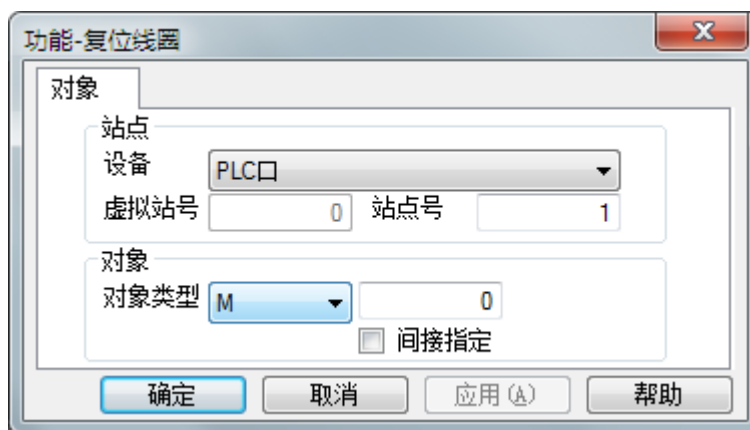 功能-复位线圈
对象
站点
设备 PLC口
虚拟站号 0 站点号 1
对象
对象类型 M 0
间接指定
确定 取消 应用(A) 帮助